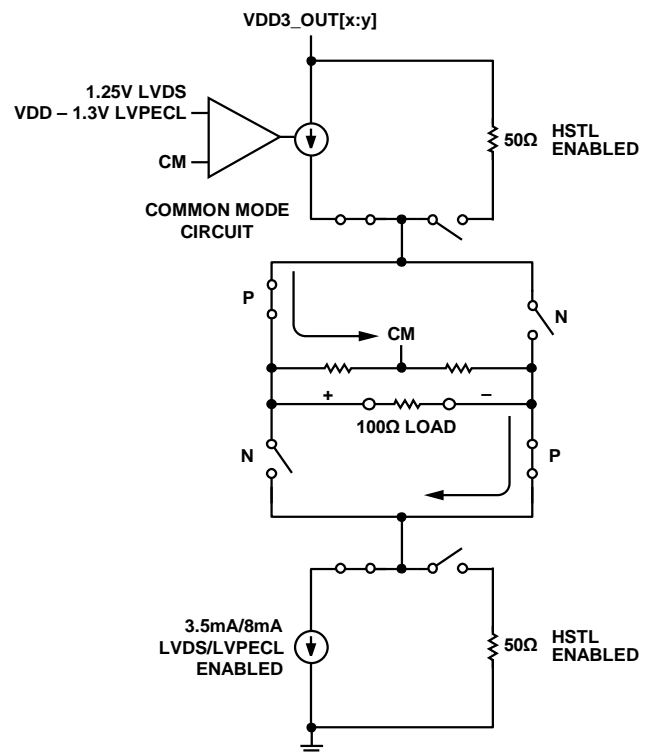 VDD3_OUT[x:y]
1.25V LVDS
VDD – 1.3V LVPECL
CM
COMMON MODE
CIRCUIT
50Ω
HSTL
ENABLED
P
N
CM
+
–
100Ω LOAD
N
P
3.5mA/8mA
LVDS/LVPECL
ENABLED
50Ω
HSTL
ENABLED